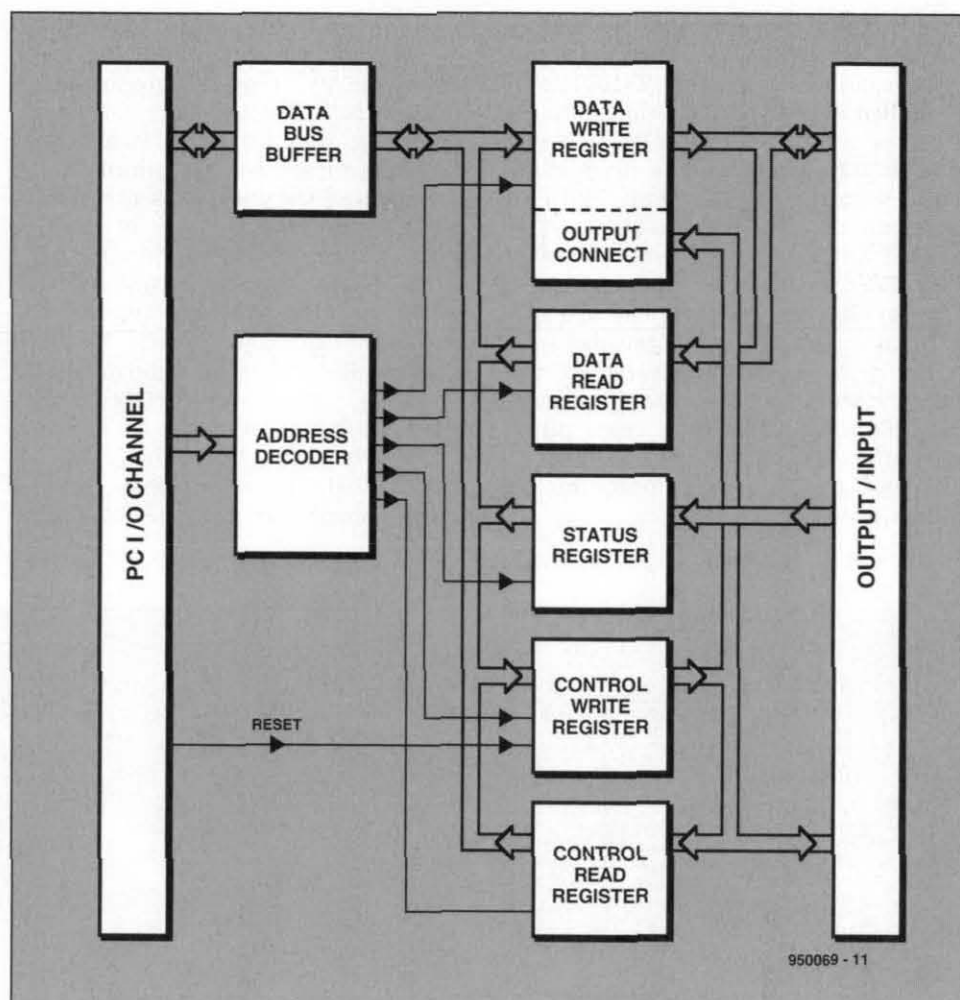 PC I/O CHANNEL
DATA
BUS
BUFFER
ADDRESS
DECODER
RESET
DATA
WRITE
REGISTER
OUTPUT
CONNECT
DATA
READ
REGISTER
STATUS
REGISTER
CONTROL
WRITE
REGISTER
CONTROL
READ
REGISTER
OUTPUT / INPUT
950069 - 11